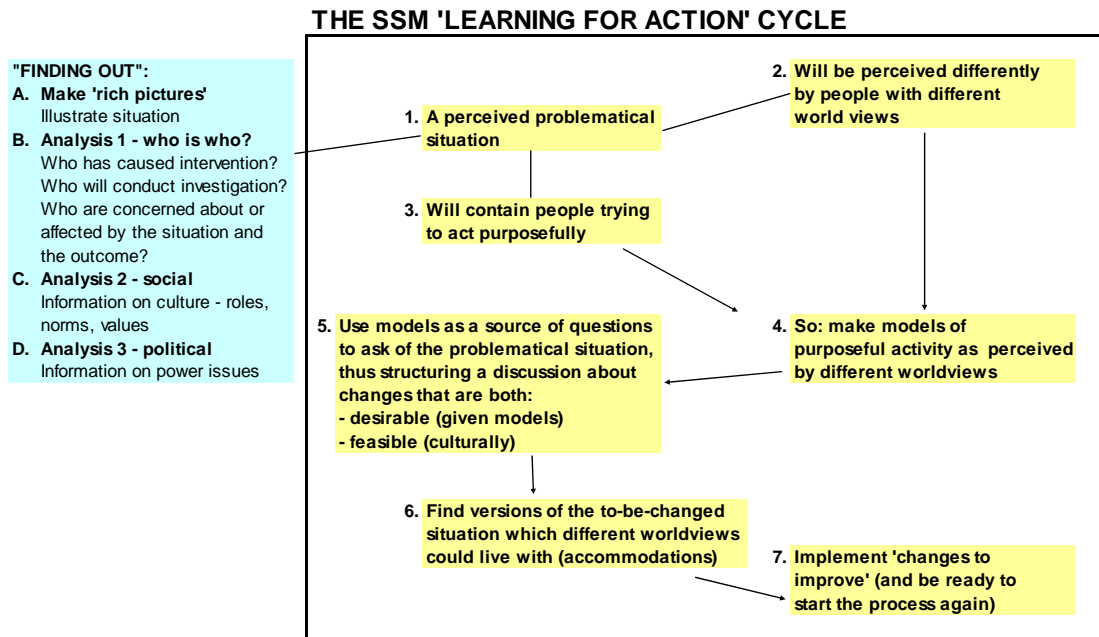 THE SSM 'LEARNING FOR ACTION' CYCLE
"FINDING OUT":
A. Make 'rich pictures'
Illustrate situation
B. Analysis 1 - who is who?
Who has caused intervention?
Who will conduct investigation?
Who are concerned about or
affected by the situation and
the outcome?
C. Analysis 2 - social
Information on culture - roles,
norms, values
D. Analysis 3 - political
Information on power issues
1. A perceived problematical
situation
2. Will be perceived differently
by people with different
world views
3. Will contain people trying
to act purposefully
4. So: make models of
purposeful activity as perceived
by different worldviews
5. Use models as a source of questions
to ask of the problematical situation,
thus structuring a discussion about
changes that are both:
- desirable (given models)
- feasible (culturally)
6. Find versions of the to-be-changed
situation which different worldviews
could live with (accommodations)
7. Implement 'changes to
improve' (and be ready to
start the process again)